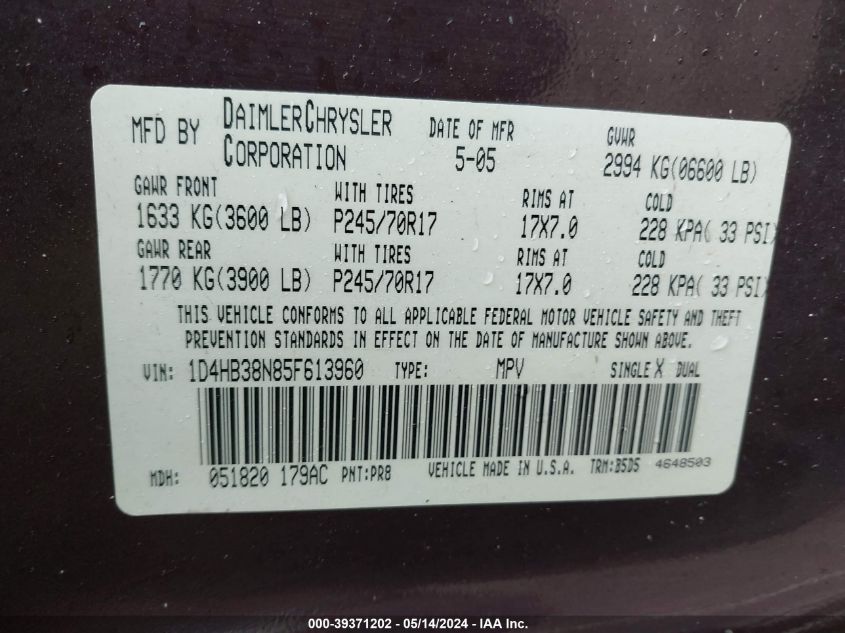 MFD BY DAIMLERCHRYSLER CORPORATION DATE OF MFR 5-05 GVWR 2994 KG(06600 LB)
GAWR FRONT WITH TIRES RIMS AT COLD
1633 KG(3600 LB) P245/70R17 17X7.0 228 KPA( 33 PSI)
GAWR REAR WITH TIRES RIMS AT COLD
1770 KG(3900 LB) P245/70R17 17X7.0 228 KPA( 33 PSI)
THIS VEHICLE CONFORMS TO ALL APPLICABLE FEDERAL MOTOR VEHICLE SAFETY AND THEFT
PREVENTION STANDARDS IN EFFECT ON THE DATE OF MANUFACTURE SHOWN ABOVE.
VIN: 1D4HB38N85F613960 TYPE: MPV SINGLE X DUAL
MDH: 051820 179AC PNT:PR8 VEHICLE MADE IN U.S.A. TRM:B5D5 4648503
000-39371202 - 05/14/2024 - IAA Inc.